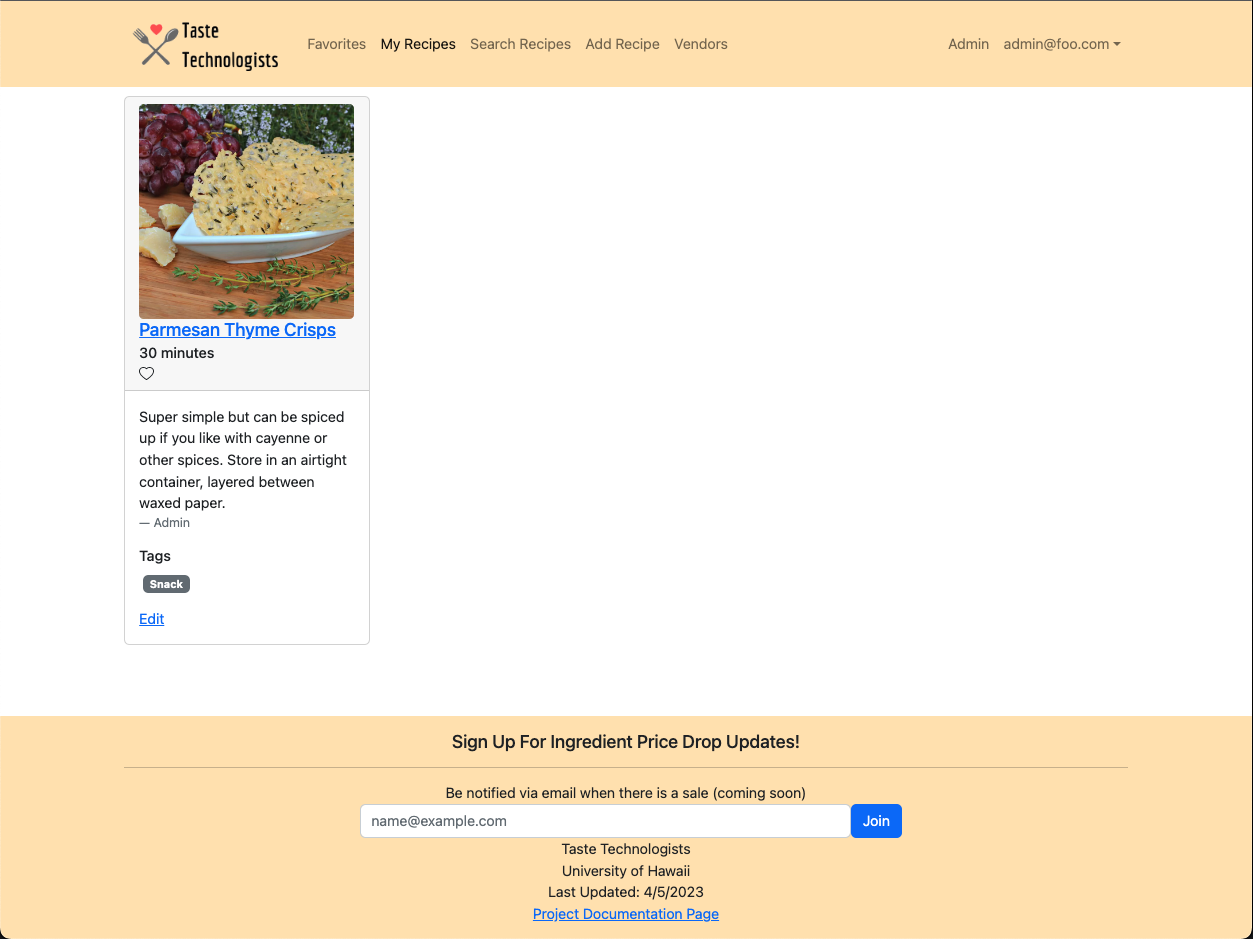 Taste
Technologists
Favorites My Recipes Search Recipes Add Recipe Vendors Admin admin@foo.com
Parmesan Thyme Crisps
30 minutes
Super simple but can be spiced
up if you like with cayenne or
other spices. Store in an airtight
container, layered between
waxed paper.
— Admin
Tags
Snack
Edit
Sign Up For Ingredient Price Drop Updates!
Be notified via email when there is a sale (coming soon)
name@example.com Join
Taste Technologists
University of Hawaii
Last Updated: 4/5/2023
Project Documentation Page